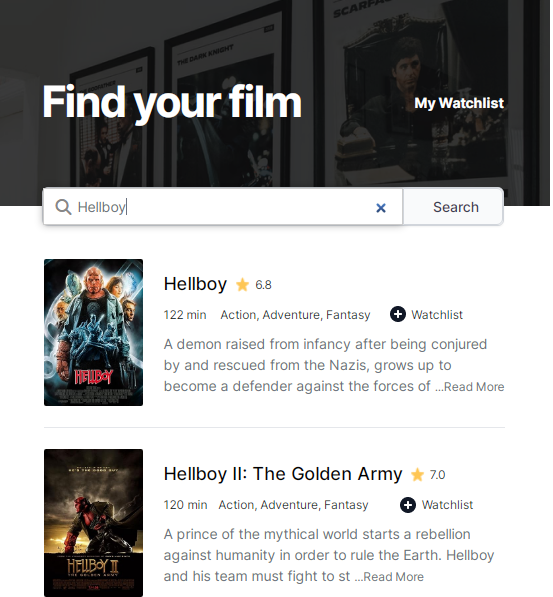 SCARFACE
THE DARK KNIGHT
Find your film
My Watchlist
Hellboy
Search
Hellboy 6.8
122 min Action, Adventure, Fantasy Watchlist
A demon raised from infancy after being conjured
by and rescued from the Nazis, grows up to
become a defender against the forces of ...Read More
HELLBOY
Hellboy II: The Golden Army 7.0
120 min Action, Adventure, Fantasy Watchlist
A prince of the mythical world starts a rebellion
against humanity in order to rule the Earth. Hellboy
and his team must fight to st ...Read More
HELLBOY II
THE GOLDEN ARMY